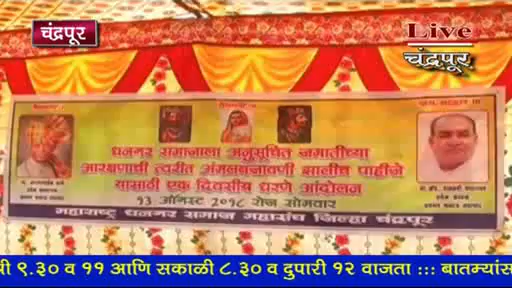 चंद्रपूर
Live
चंद्रपूर
धनगर समाजाला अनुसूचित जमातीच्या
आरक्षणाची त्वरीत अंमलबजावणी झालीच पाहीजे
यासाठी एक दिवसीय धरणे आंदोलन
१३ ऑगस्ट २०१८ रोज सोमवार
महाराष्ट्र धनगर समाज महासंघ जिल्हा चंद्रपूर
त्री ९.३० व ११ आणि सकाळी ८.३० व दुपारी १२ वाजता ::: बातम्यांस